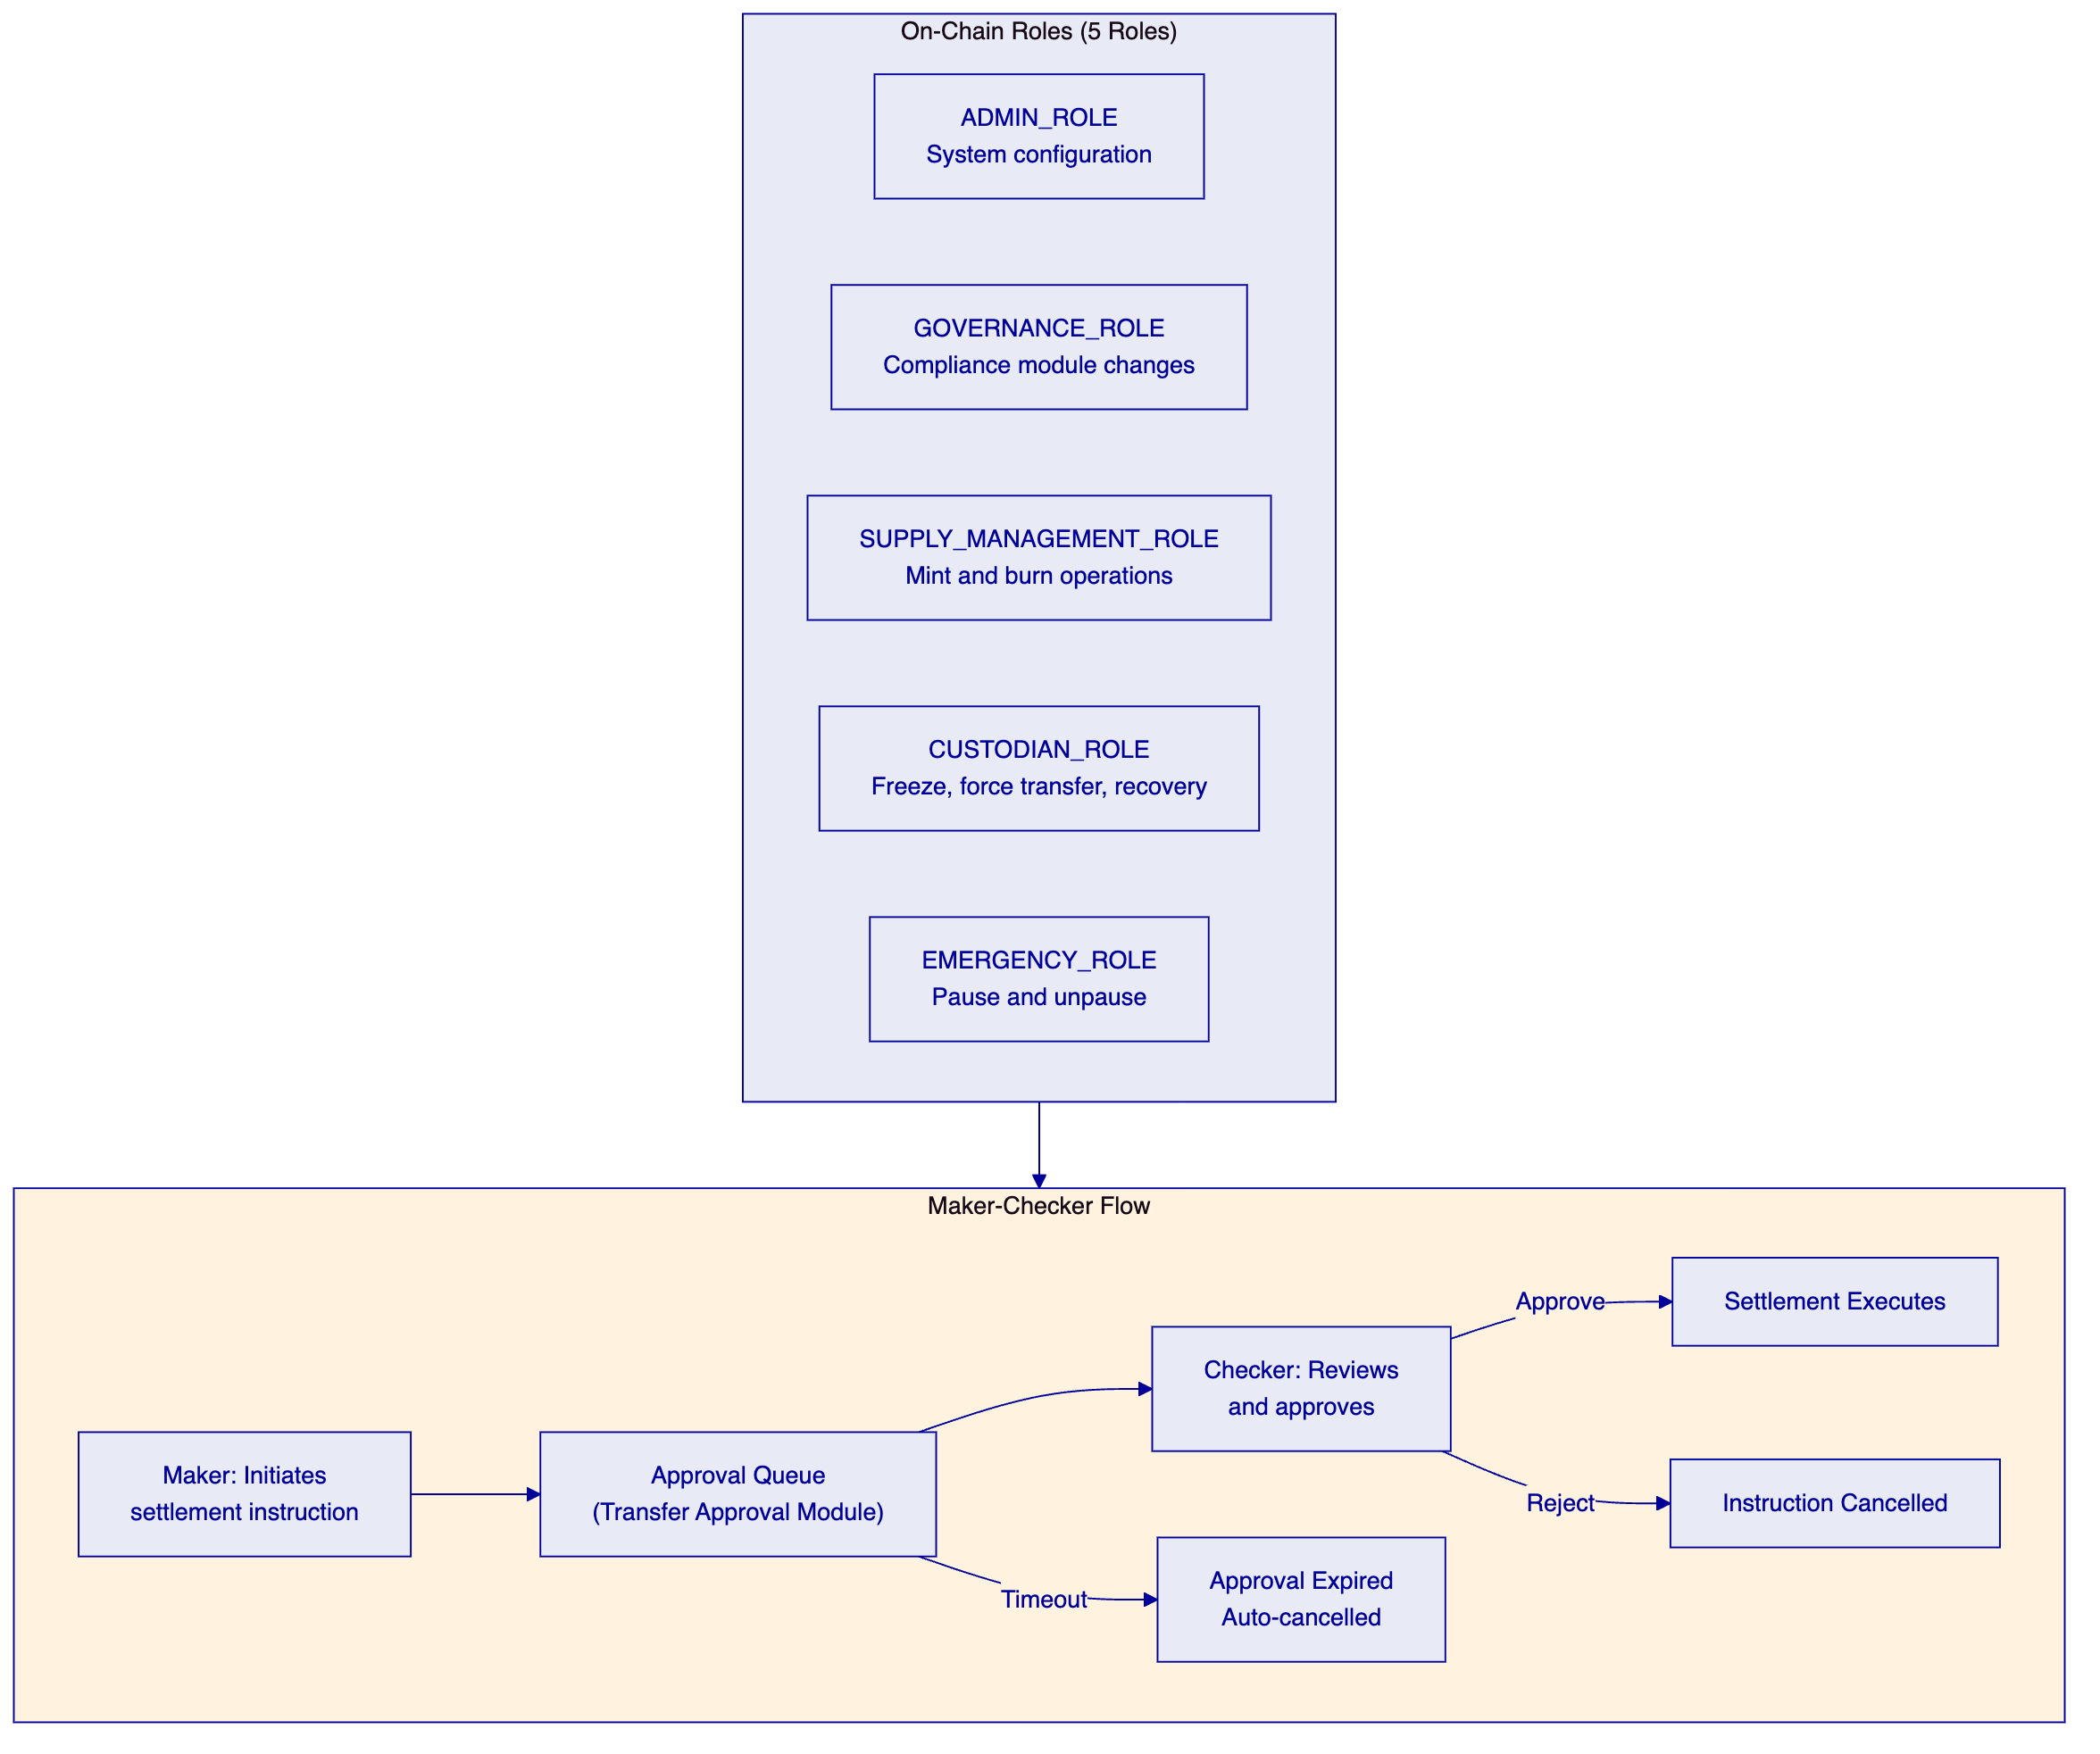 On-Chain Roles (5 Roles)
ADMIN_ROLE
System configuration
GOVERNANCE_ROLE
Compliance module changes
SUPPLY_MANAGEMENT_ROLE
Mint and burn operations
CUSTODIAN_ROLE
Freeze, force transfer, recovery
EMERGENCY_ROLE
Pause and unpause
Maker-Checker Flow
Maker: Initiates
settlement instruction
Approval Queue
(Transfer Approval Module)
Timeout
Checker: Reviews
and approves
Approval Expired
Auto-cancelled
Approve
Reject
Settlement Executes
Instruction Cancelled